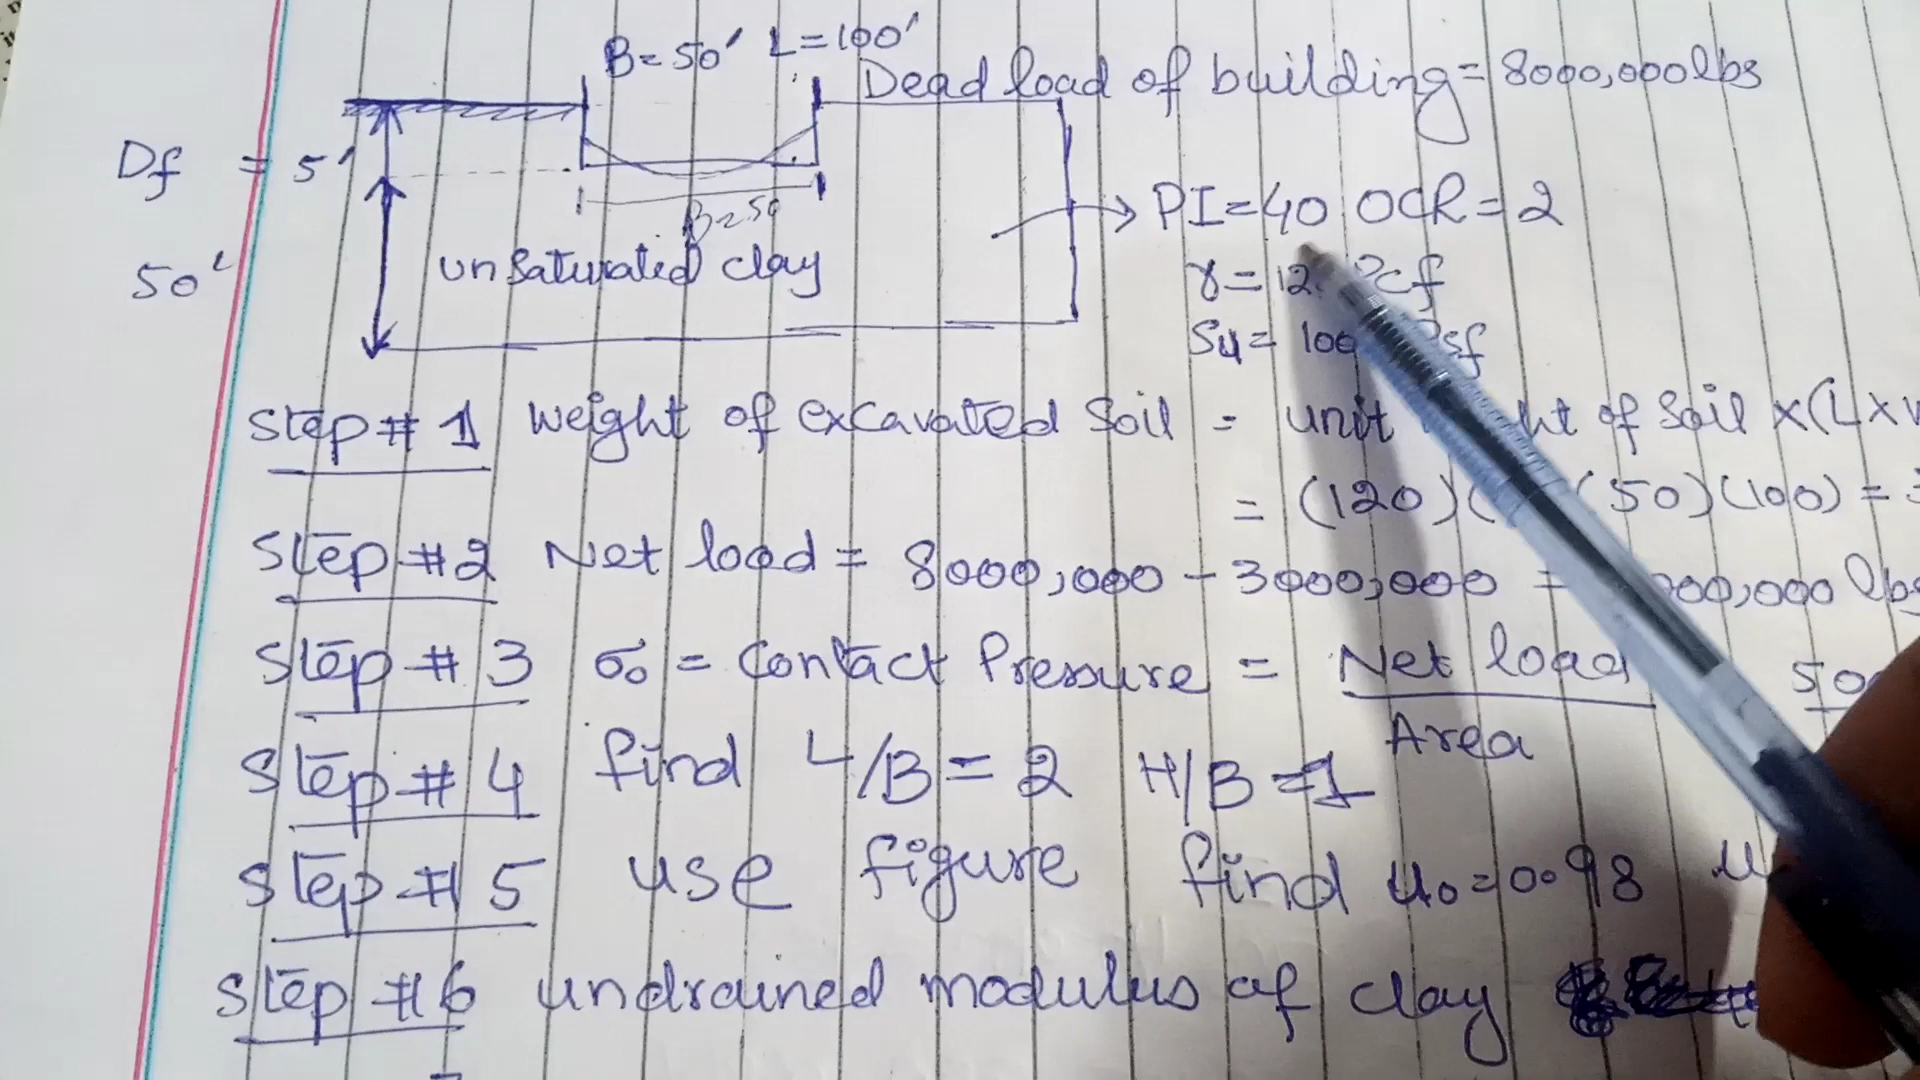 B=50' L=100'
Dead load of building=8000,000lbs
Df = 5'
B=50
PI=40 OCR=2
50'
unsaturated clay
γ= Pcf
Su=
Step#1 Weight of excavated Soil = unit of Soil x(Lx
= (120) (50)(100) =
Step#2 Net load = 8000,000 - 3000,000 = lbs
Step#3 σo = Contact Pressure = Net load
Area
Step#4 find L/B=2 H/B=1
Step#5 use figure find uo=0.98
Step#6 undrained modulus of clay